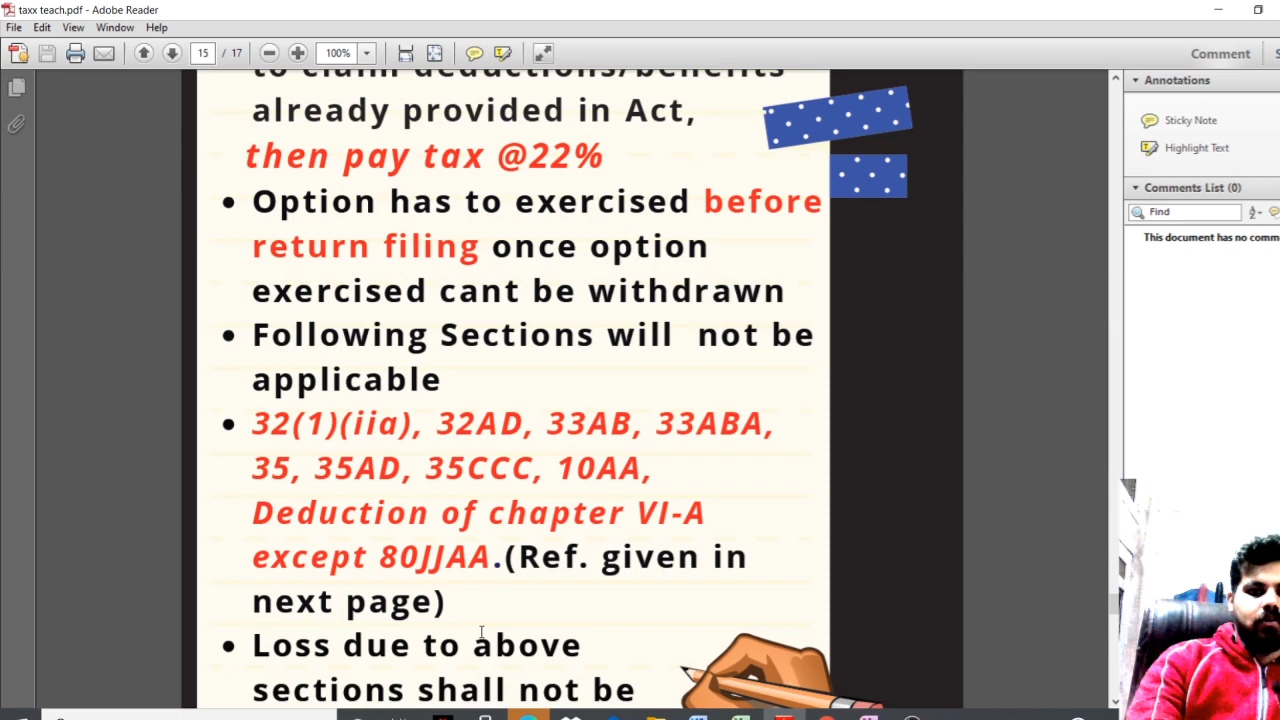 taxx teach.pdf - Adobe Reader
File Edit View Window Help
15 / 17 100% Comment
Annotations
Sticky Note
Highlight Text
Comments List (0)
Find
This document has no comm
to claim deductions/benefits
already provided in Act,
then pay tax @22%
Option has to exercised before
return filing once option
exercised cant be withdrawn
Following Sections will not be
applicable
32(1)(iia), 32AD, 33AB, 33ABA,
35, 35AD, 35CCC, 10AA,
Deduction of chapter VI-A
except 80JJAA.(Ref. given in
next page)
Loss due to above
sections shall not be